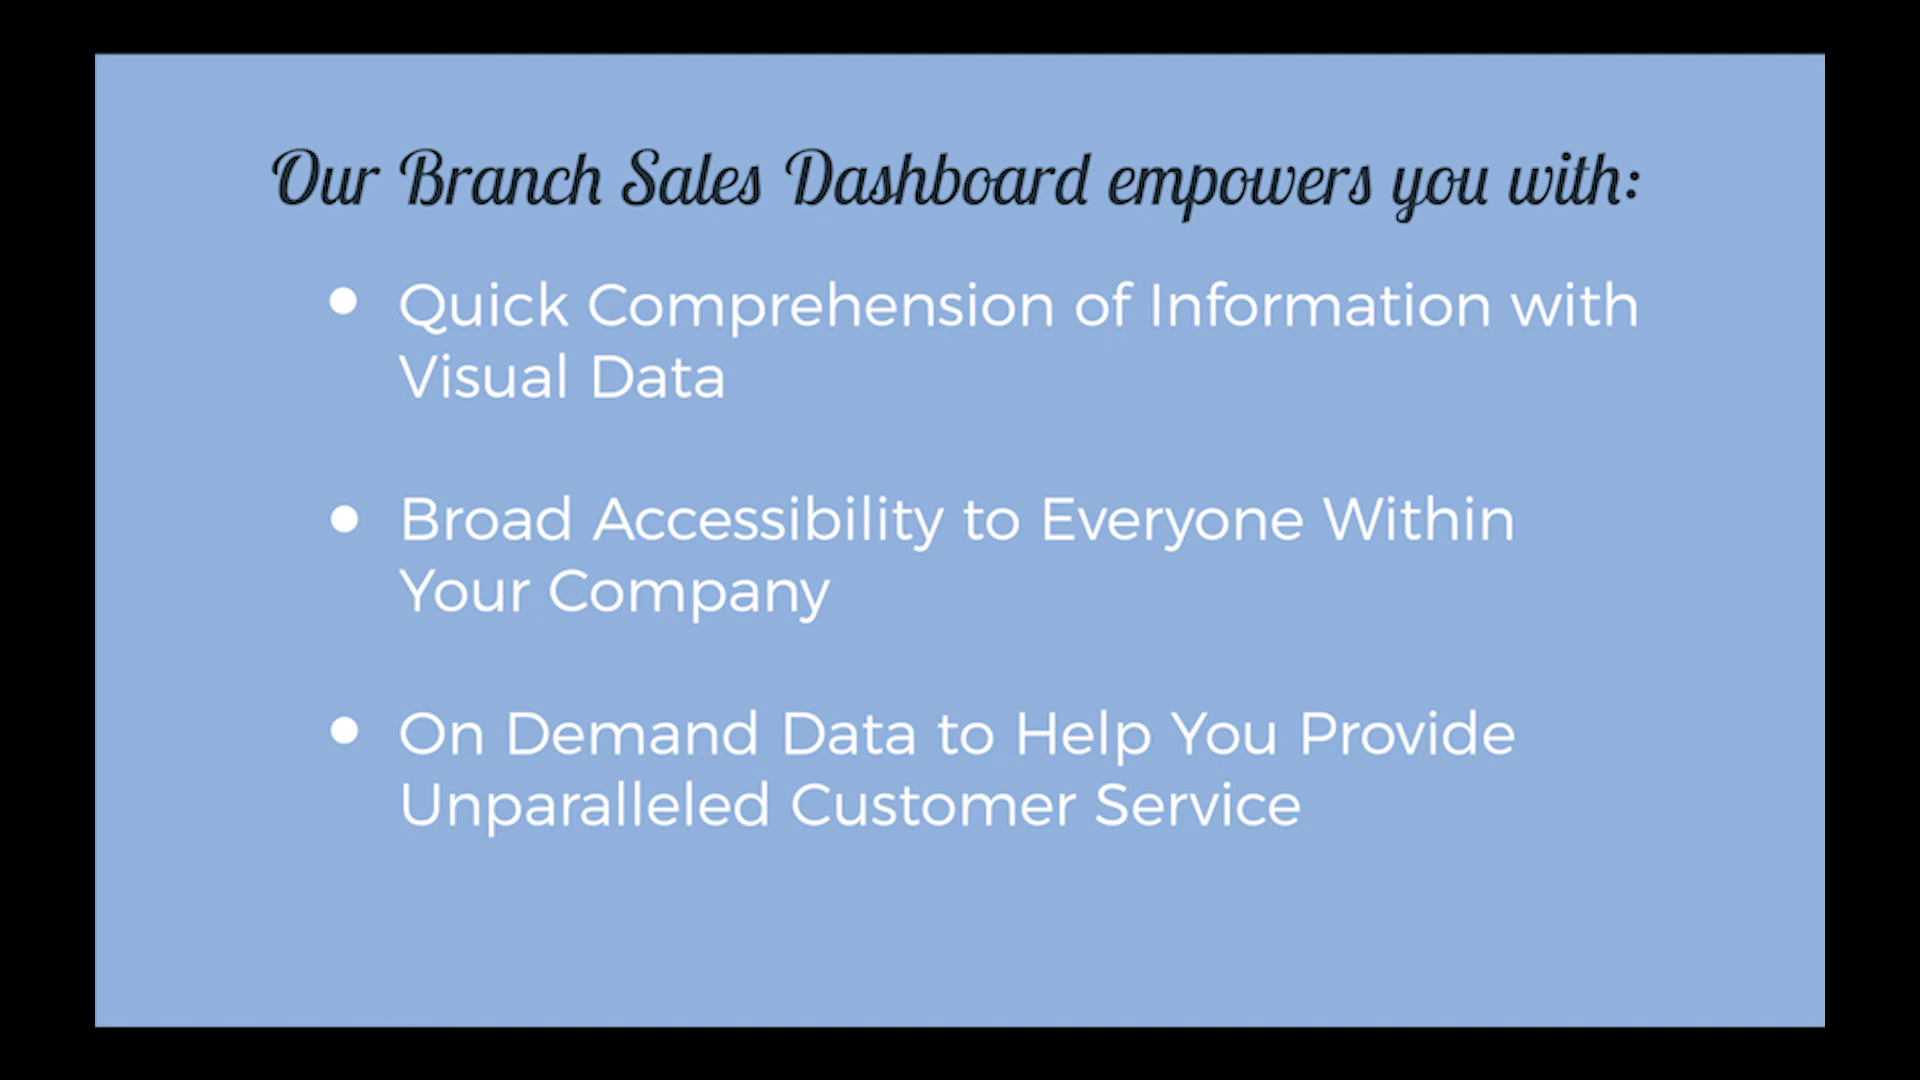 Our Branch Sales Dashboard empowers you with:
● Quick Comprehension of Information with
Visual Data
● Broad Accessibility to Everyone Within
Your Company
● On Demand Data to Help You Provide
Unparalleled Customer Service